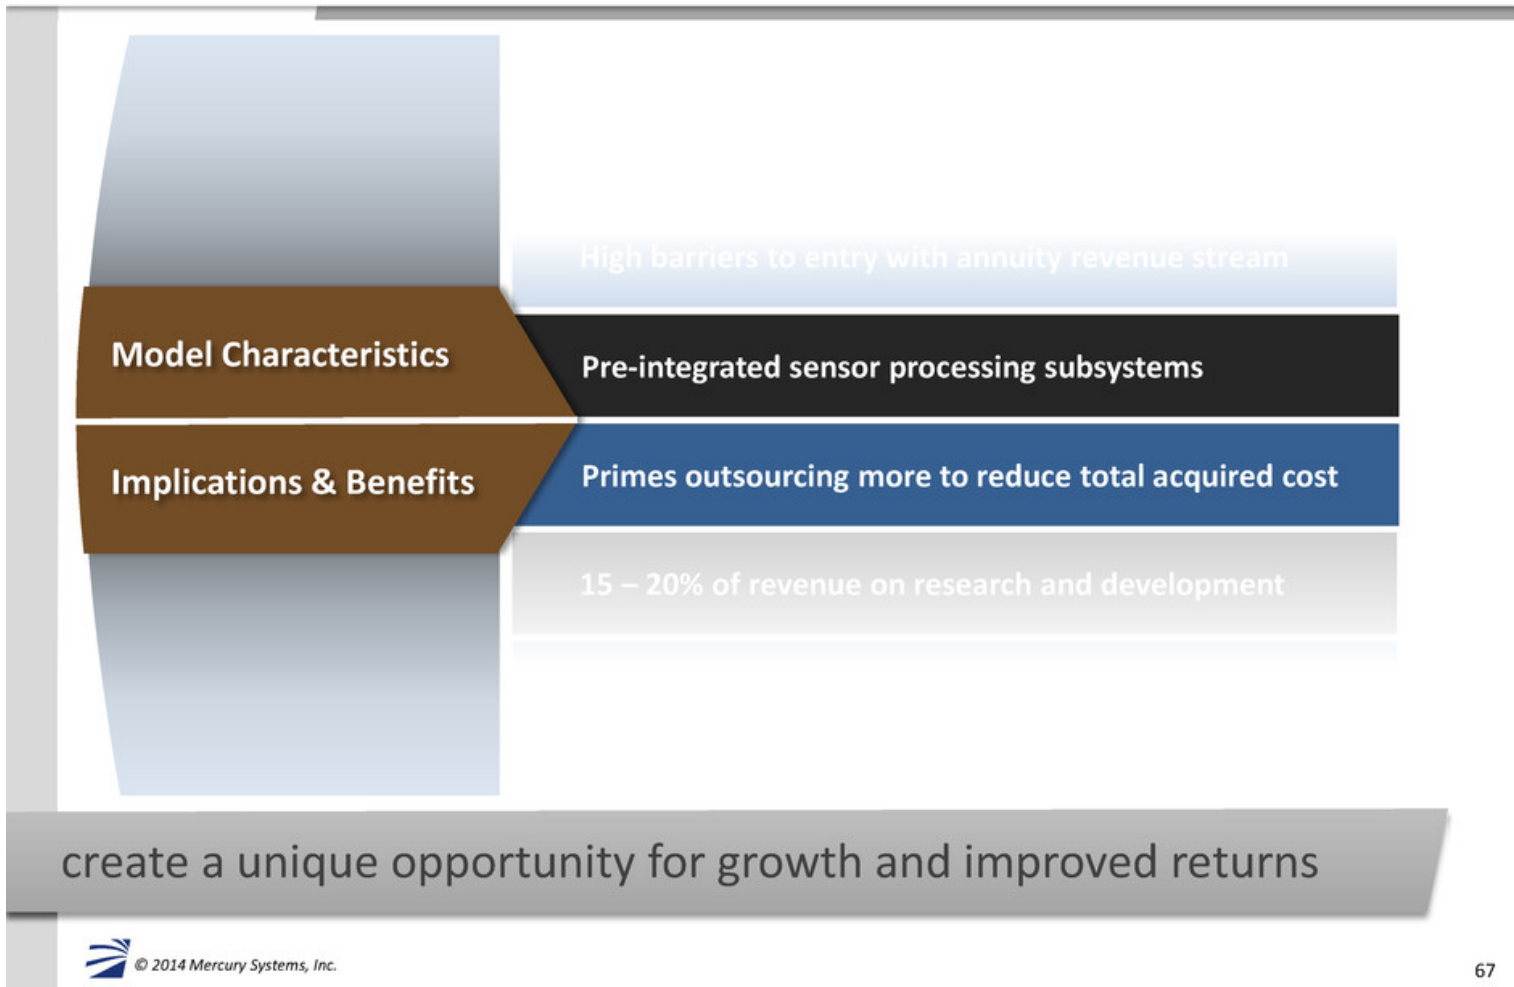 High barriers to entry with annuity revenue stream
Model Characteristics
Pre-integrated sensor processing subsystems
Implications & Benefits
Primes outsourcing more to reduce total acquired cost
15 – 20% of revenue on research and development
create a unique opportunity for growth and improved returns
© 2014 Mercury Systems, Inc.
67